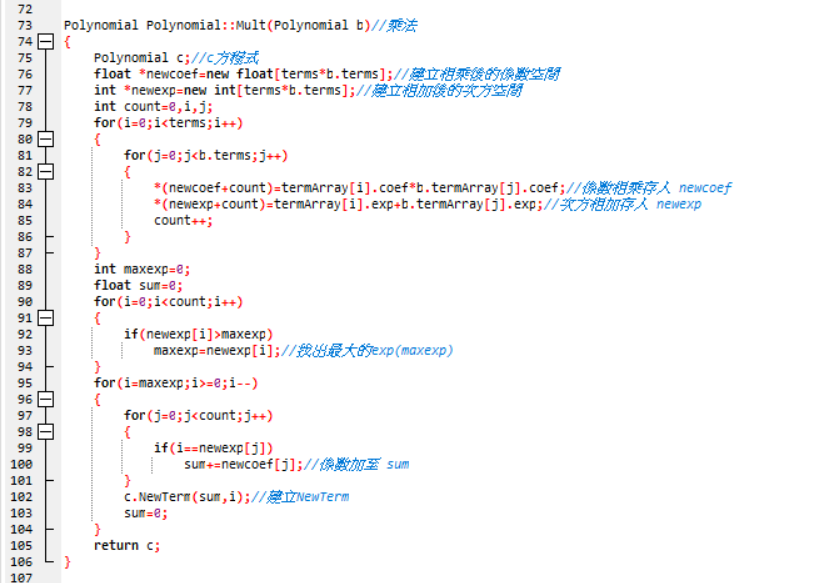 72
73 Polynomial Polynomial::Mult(Polynomial b)//乘法
74 {
75 Polynomial c;//c方程式
76 float *newcoef=new float[terms*b.terms];//建立相乘後的係數空間
77 int *newexp=new int[terms*b.terms];//建立相加後的次方空間
78 int count=0,i,j;
79 for(i=0;i<terms;i++)
80 {
81 for(j=0;j<b.terms;j++)
82 {
83 *(newcoef+count)=termArray[i].coef*b.termArray[j].coef;//係數相乘存人 newcoef
84 *(newexp+count)=termArray[i].exp+b.termArray[j].exp;//次方相加存人 newexp
85 count++;
86 }
87 }
88 int maxexp=0;
89 float sum=0;
90 for(i=0;i<count;i++)
91 {
92 if(newexp[i]>maxexp)
93 maxexp=newexp[i];//找出最大的exp(maxexp)
94 }
95 for(i=maxexp;i>=0;i--)
96 {
97 for(j=0;j<count;j++)
98 {
99 if(i==newexp[j])
100 sum+=newcoef[j];//係數加至 sum
101 }
102 c.NewTerm(sum,i);//建立NewTerm
103 sum=0;
104 }
105 return c;
106 }
107